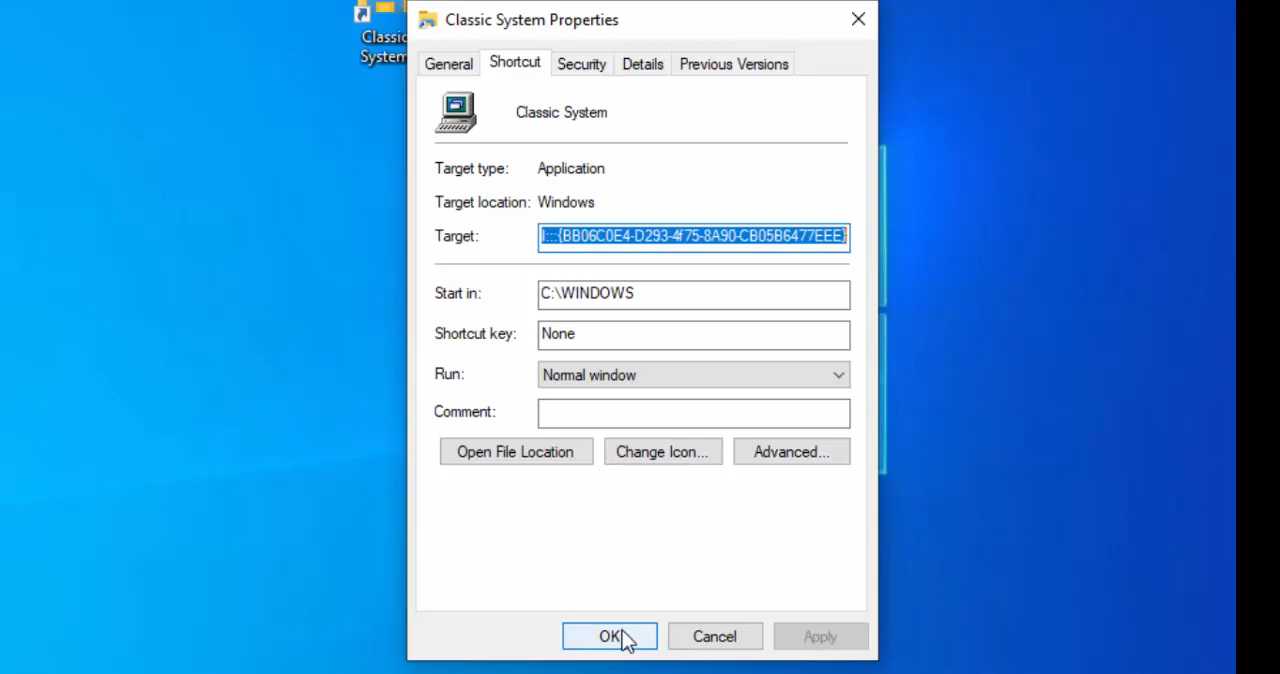 Classic System Properties
Classic
System
General Shortcut Security Details Previous Versions
Classic System
Target type: Application
Target location: Windows
Target: :::{BB06C0E4-D293-4f75-8A90-CB05B6477EEE}
Start in: C:\WINDOWS
Shortcut key: None
Run: Normal window
Comment:
Open File Location Change Icon... Advanced...
OK Cancel Apply